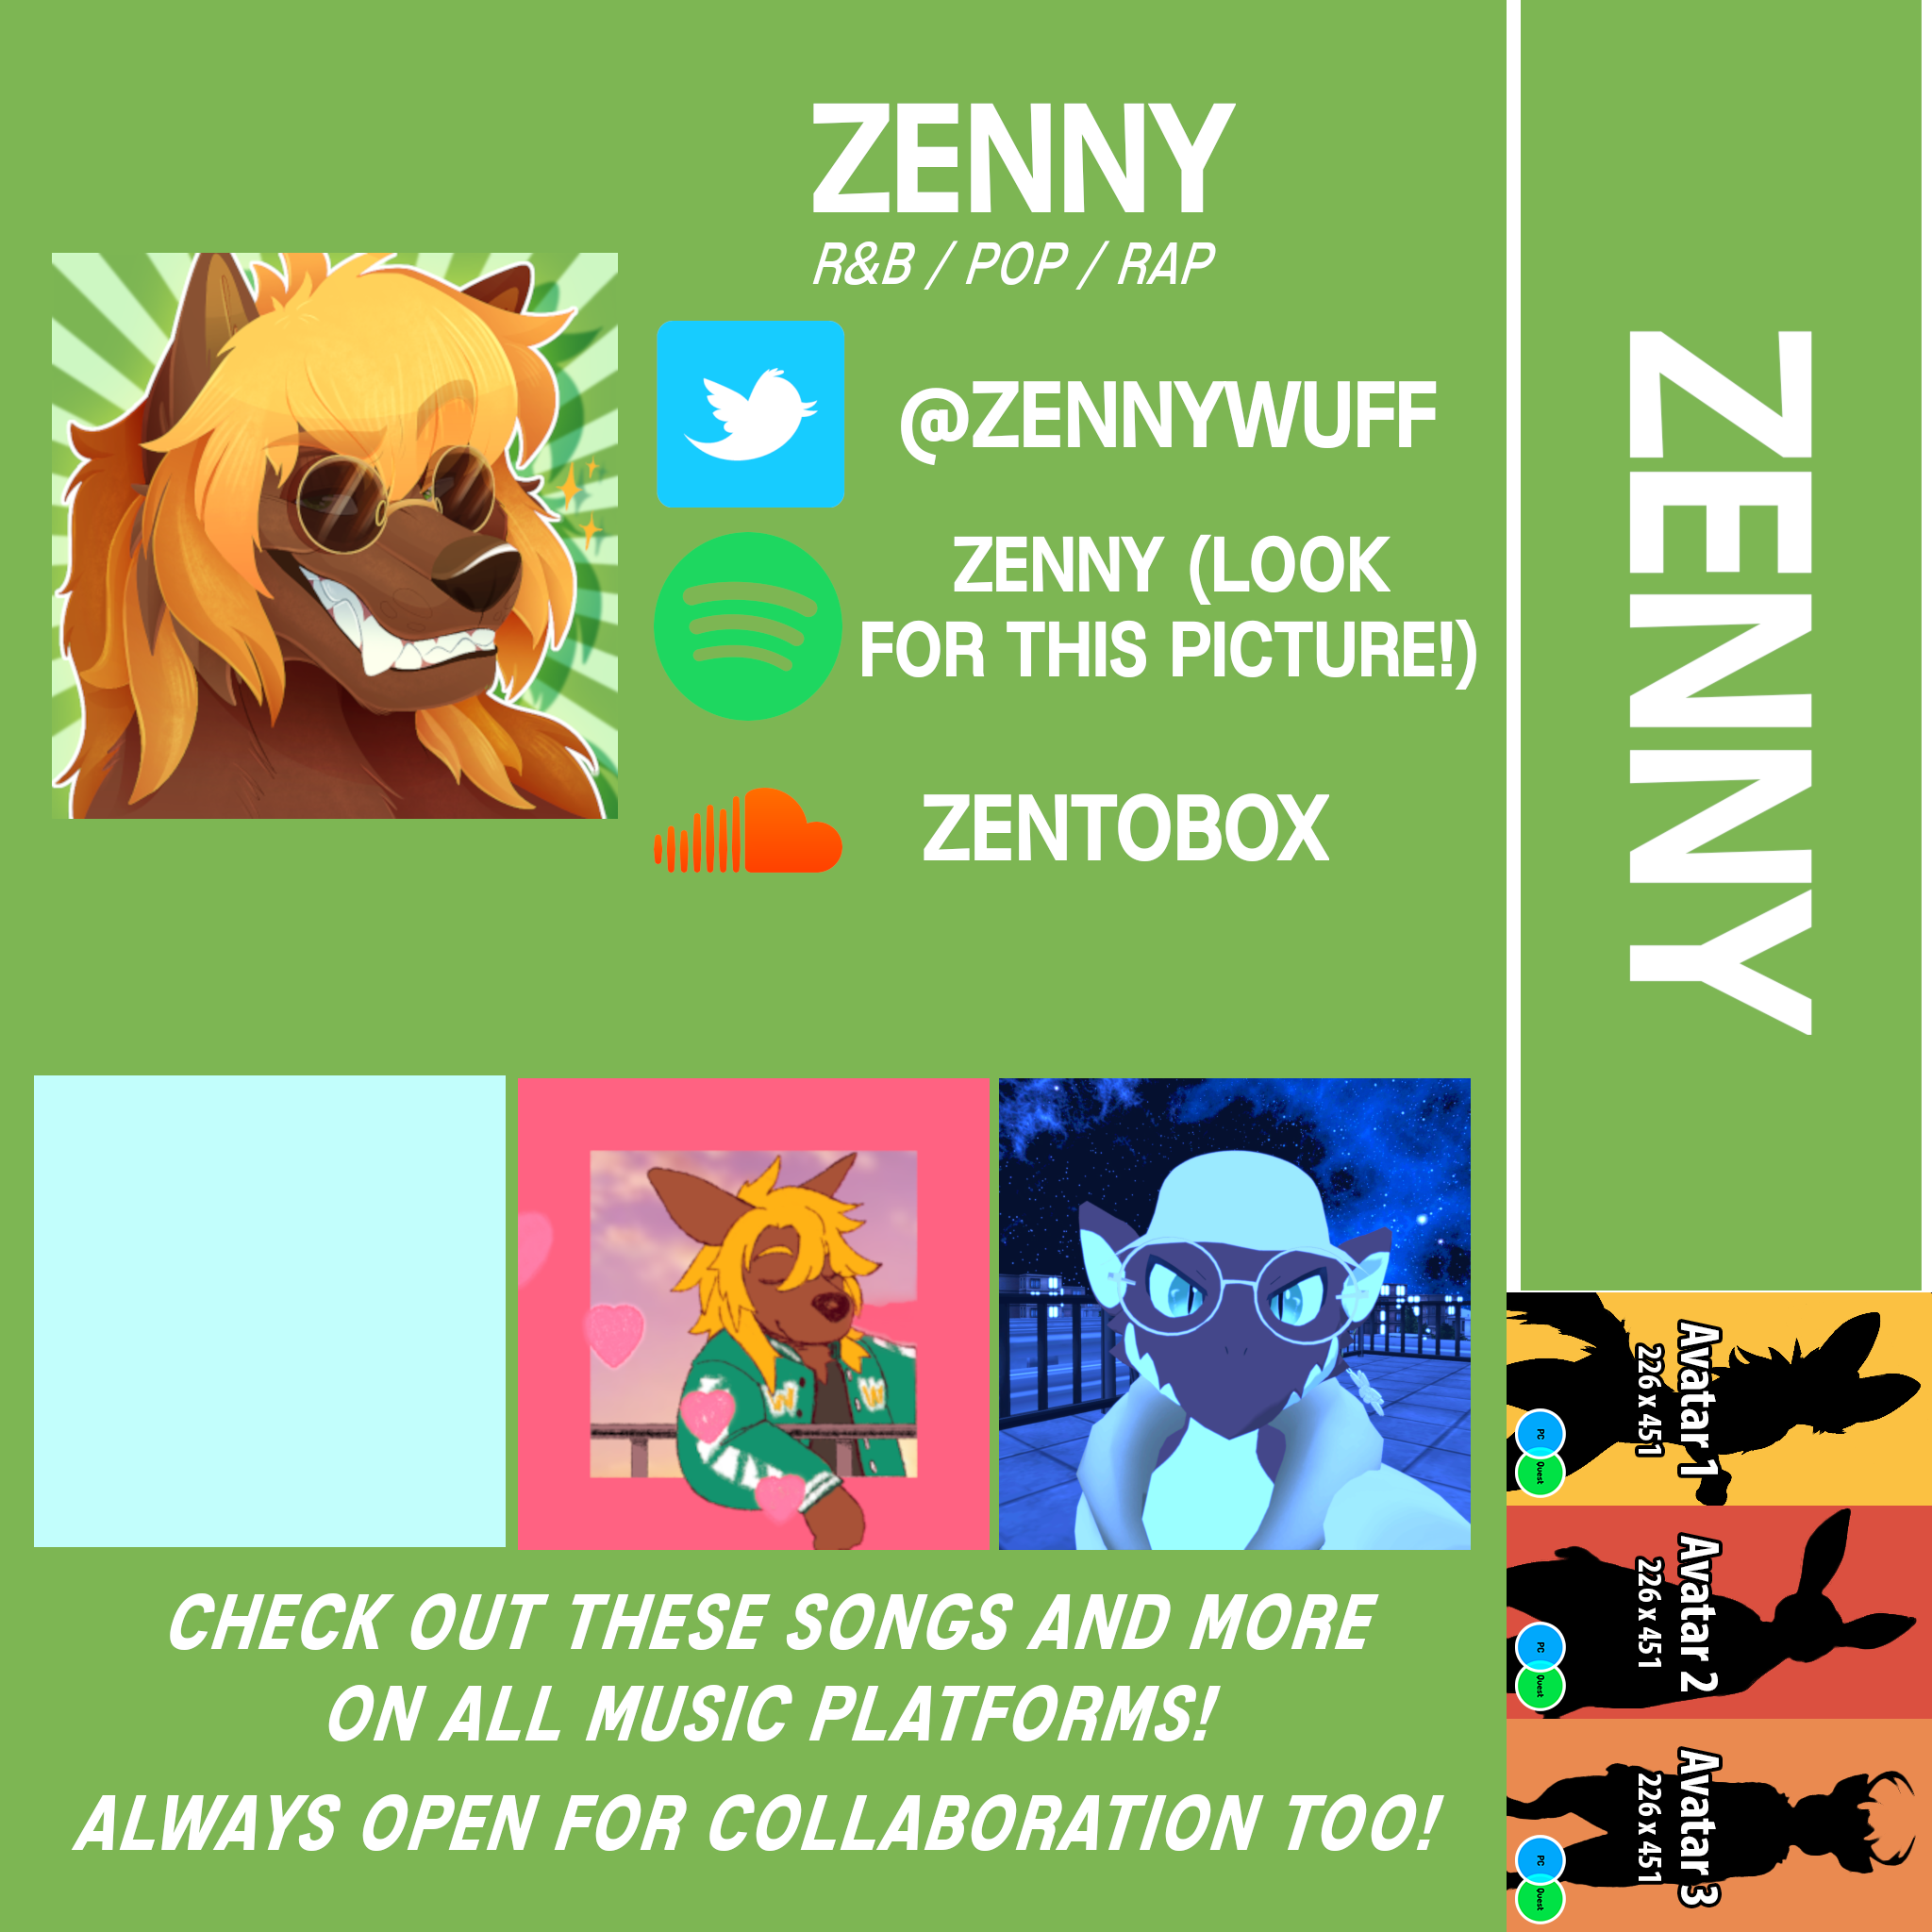 ZENNY
R&B / POP / RAP
@ZENNYWUFF
ZENNY (LOOK
FOR THIS PICTURE!)
ZENTOBOX
W W
CHECK OUT THESE SONGS AND MORE
ON ALL MUSIC PLATFORMS!
ALWAYS OPEN FOR COLLABORATION TOO!
ZENNY
Avatar 1
226 x 451
PC
Quest
Avatar 2
226 x 451
PC
Quest
Avatar 3
226 x 451
PC
Quest